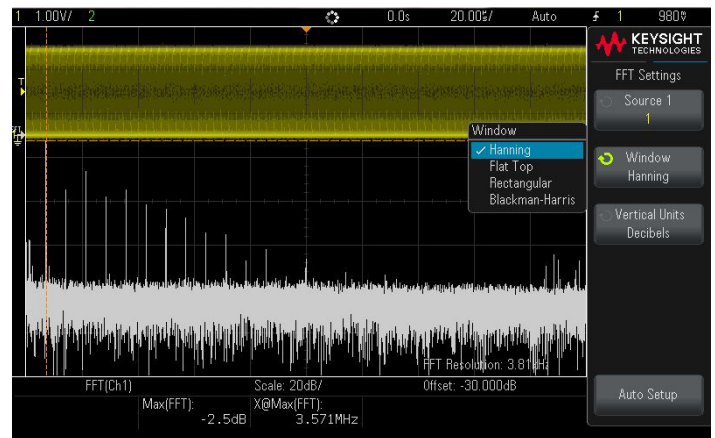 1 1.00V/ 2 0.0s 20.00s/ Auto 1 980
KEYSIGHT
TECHNOLOGIES
FFT Settings
Source 1
1
T
Window
Hanning
Flat Top
Rectangular
Blackman-Harris
Window
Hanning
Vertical Units
Decibels
FFT Resolution:
FFT(Ch1) Scale: 20dB/ Offset: -30.000dB
Max(FFT): X@Max(FFT):
-2.5dB 3.571MHz
Auto Setup